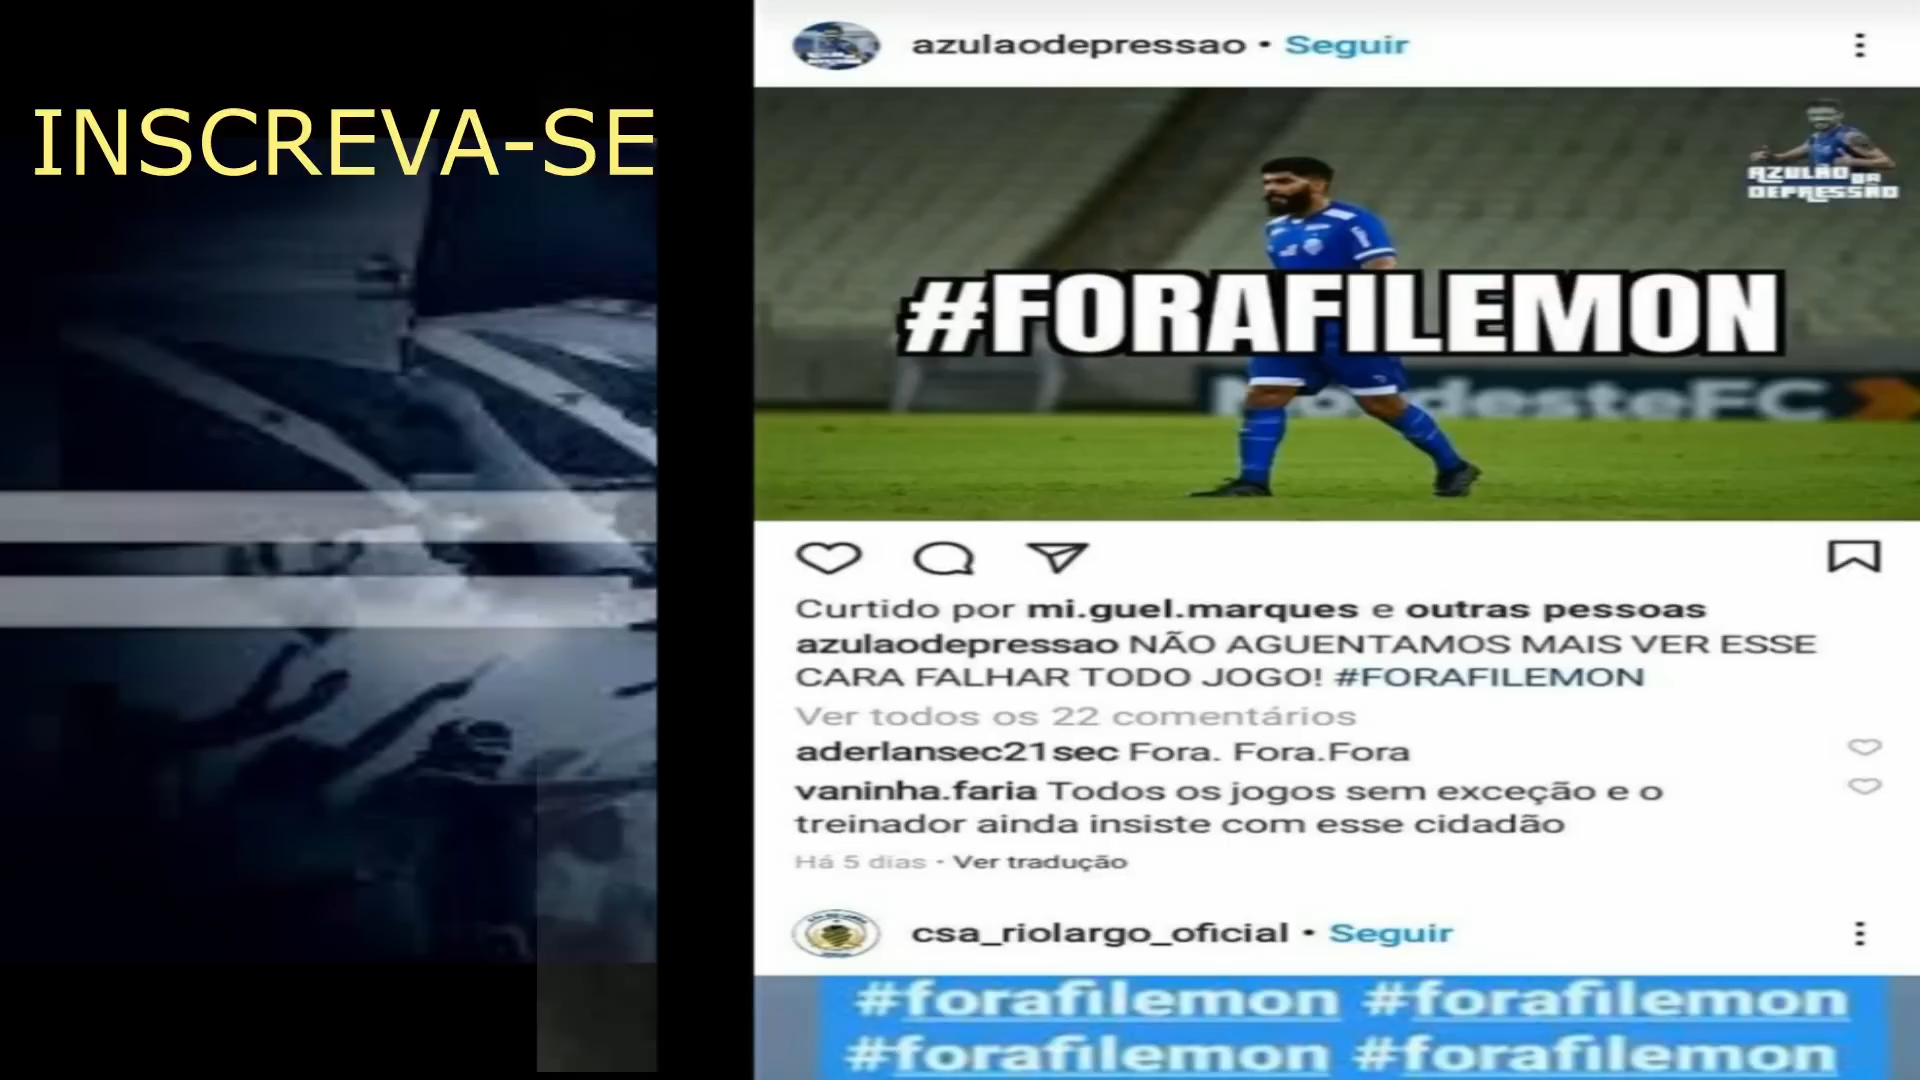 INSCREVA-SE
azulaodepressao • Seguir
AZULÃO DA
DEPRESSÃO
#FORAFILEMON
NordesteFC
Curtido por mi.guel.marques e outras pessoas
azulaodepressao NÃO AGUENTAMOS MAIS VER ESSE
CARA FALHAR TODO JOGO! #FORAFILEMON
Ver todos os 22 comentários
aderlansec21sec Fora. Fora.Fora
vaninha.faria Todos os jogos sem exceção e o
treinador ainda insiste com esse cidadão
Há 5 dias • Ver tradução
csa_riolargo_oficial • Seguir
#forafilemon #forafilemon
#forafilemon #forafilemon